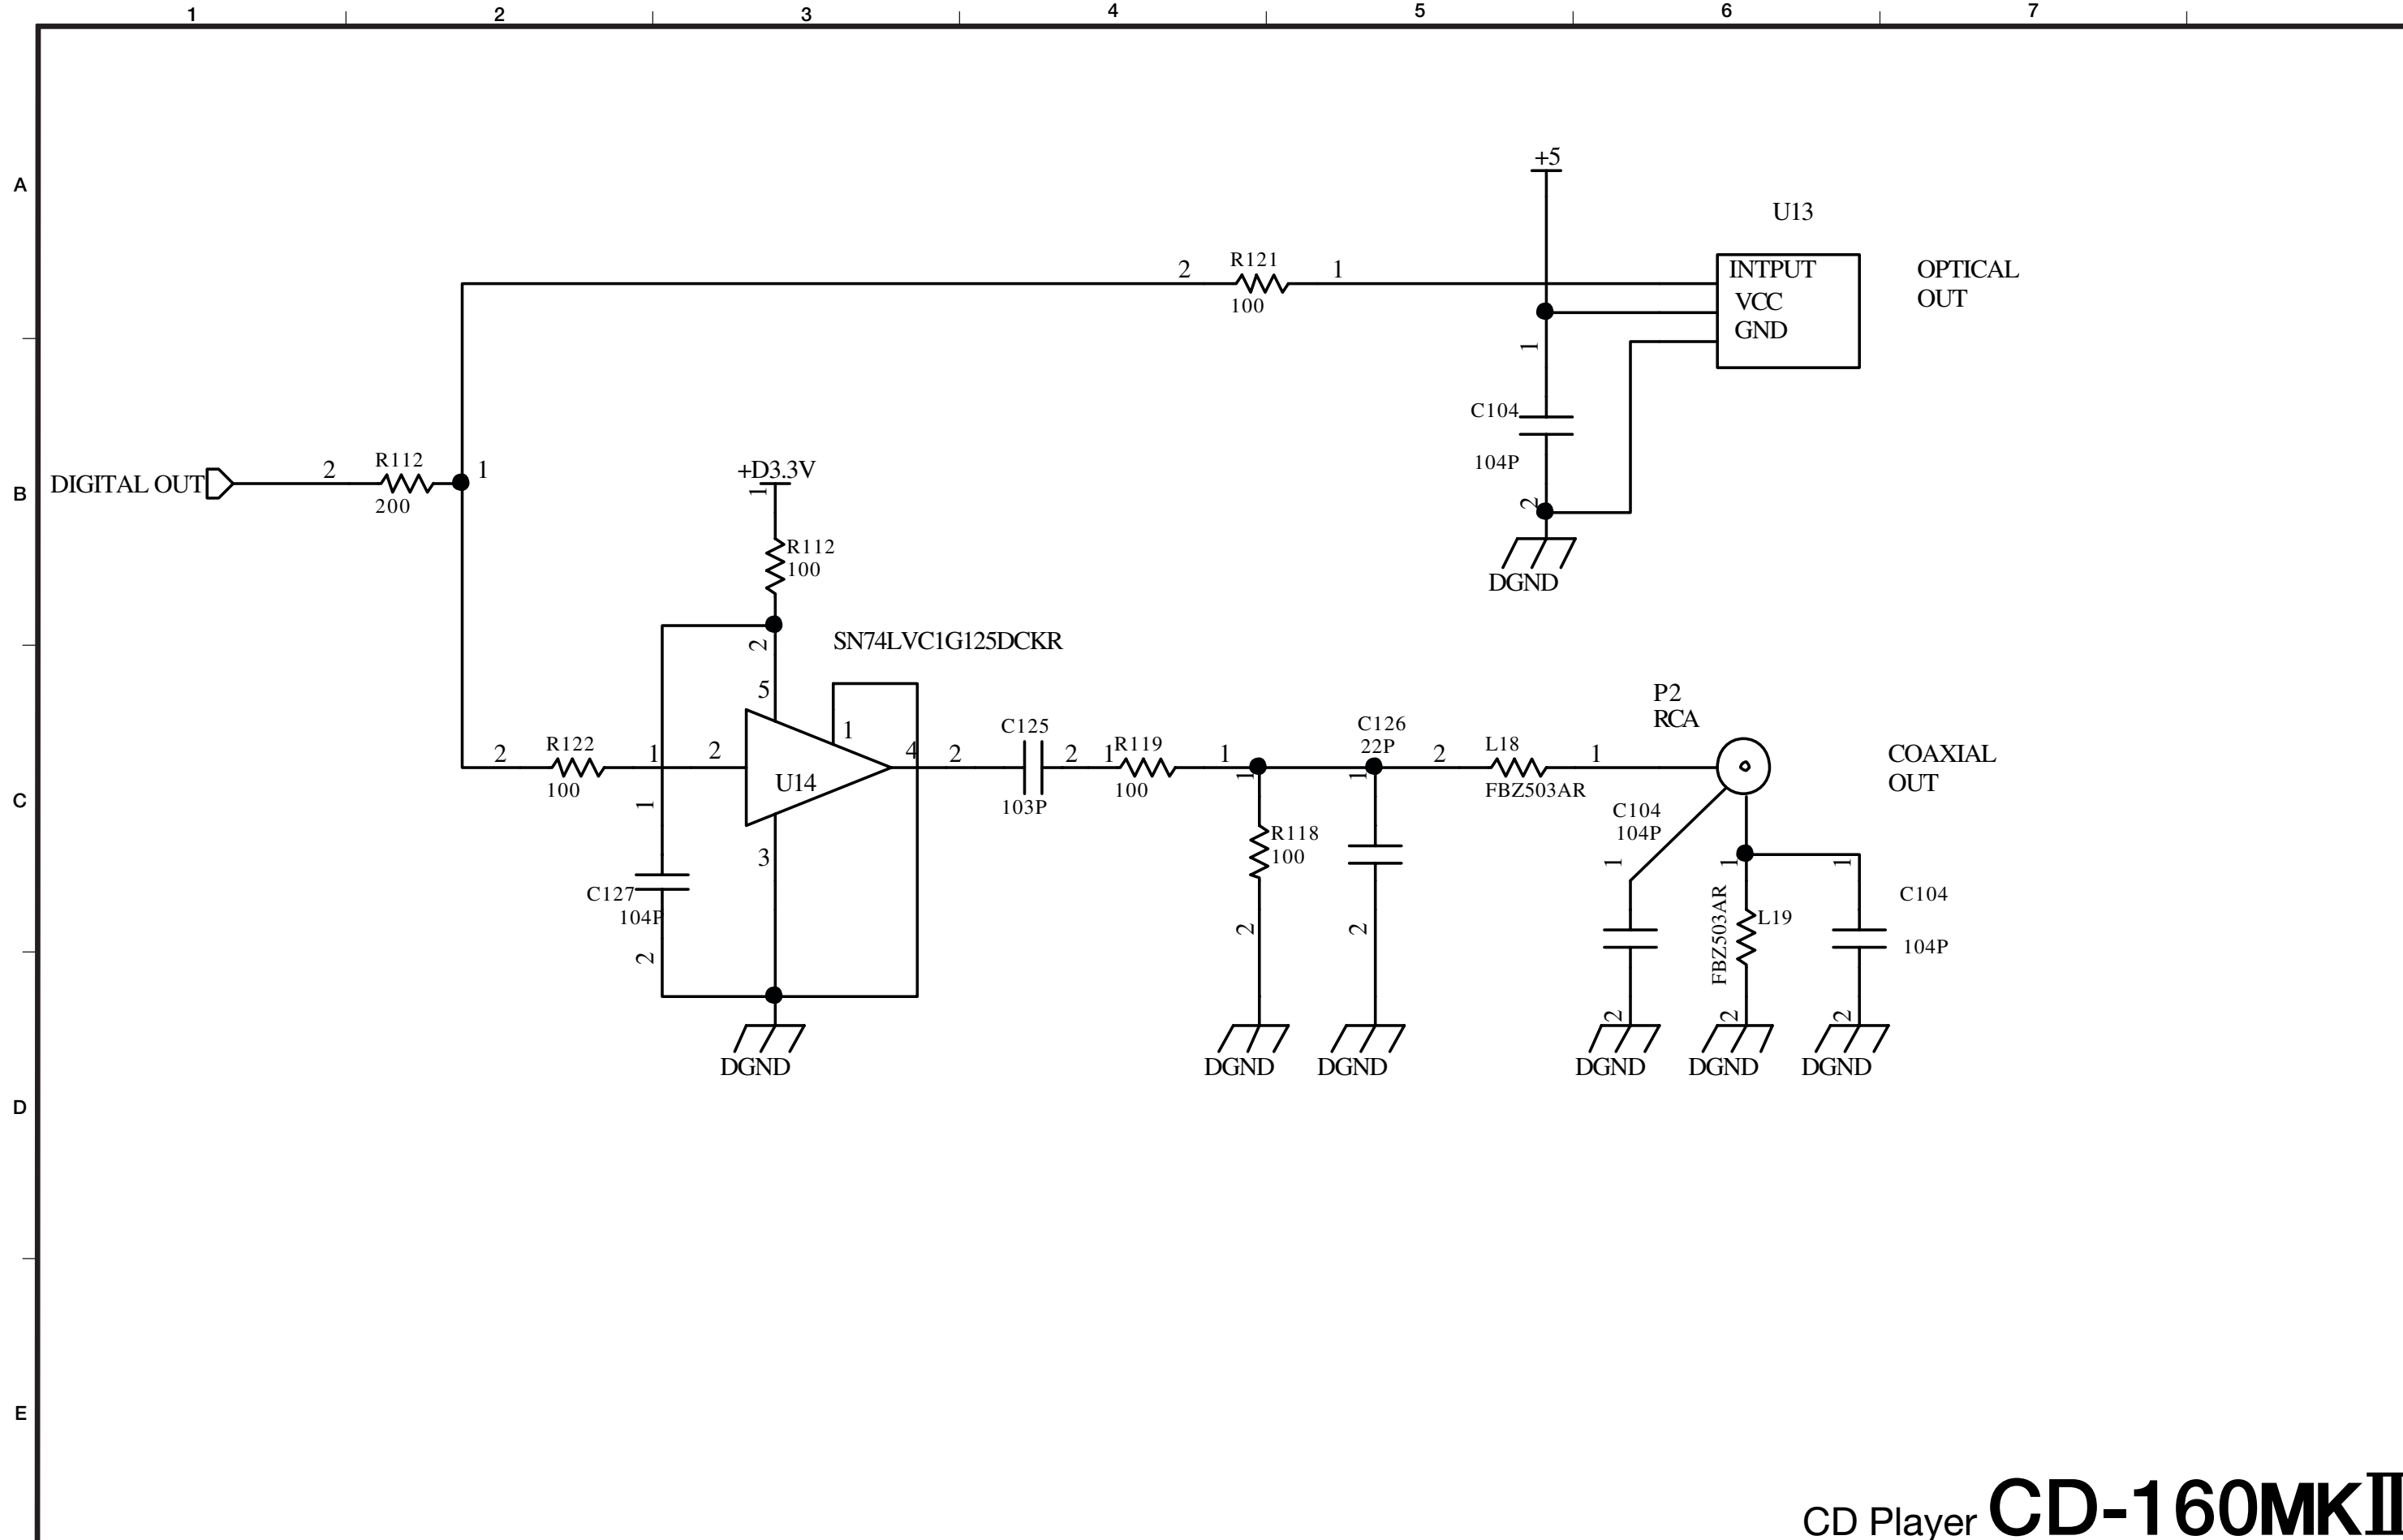 1 2 3 4 5 6 7
A
+5
U13
2 R121 1
100
INTPUT
VCC
GND
OPTICAL
OUT
1
C104
104P
2
DGND
B
DIGITAL OUT
2 R112 1
200
+D3.3V
1
R112
100
2
SN74LVC1G125DCKR
5
1
2 R122 1
100
2
U14
4
3
1
C127
104P
2
DGND
C
2 C125 2
103P
1 R119 1
100
1
R118
100
2
DGND
C126
22P
1
2
DGND
2 L18 1
FBZ503AR
P2
RCA
COAXIAL
OUT
C104
104P
1
2
DGND
1
FBZ503AR
L19
2
DGND
1
C104
104P
2
DGND
D
E
CD Player CD-160MKII